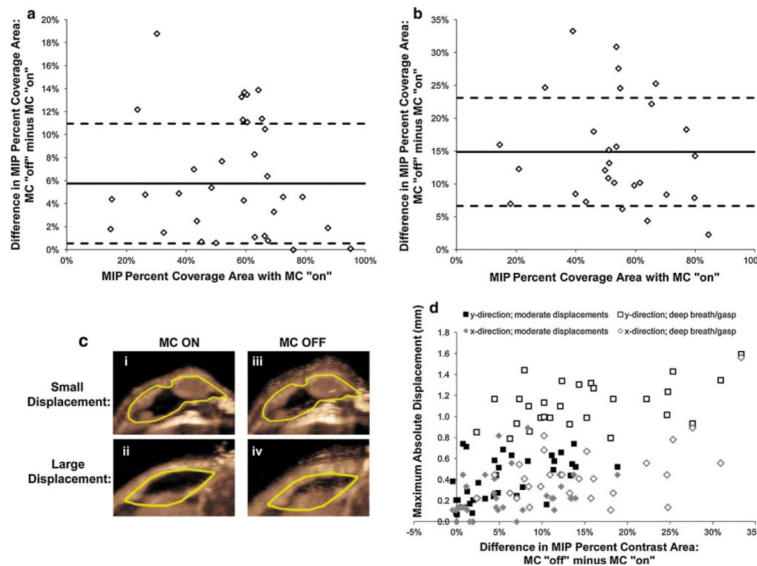 a
Difference in MIP Percent Coverage Area:
MC "off" minus MC "on"
20%
18%
16%
14%
12%
10%
8%
6%
4%
2%
0%
0% 20% 40% 60% 80% 100%
MIP Percent Coverage Area with MC "on"
b
Difference in MIP Percent Coverage Area:
MC "off" minus MC "on"
35%
30%
25%
20%
15%
10%
5%
0%
0% 20% 40% 60% 80% 100%
MIP Percent Coverage Area with MC "on"
c
MC ON MC OFF
Small
Displacement:
i iii
Large
Displacement:
ii iv
d
y-direction; moderate displacements y-direction; deep breath/gasp
x-direction; moderate displacements x-direction; deep breath/gasp
Maximum Absolute Displacement (mm)
1.8
1.6
1.4
1.2
1.0
0.8
0.6
0.4
0.2
0.0
-5% 0% 5% 10% 15% 20% 25% 30% 35%
Difference in MIP Percent Contrast Area:
MC "off" minus MC "on"